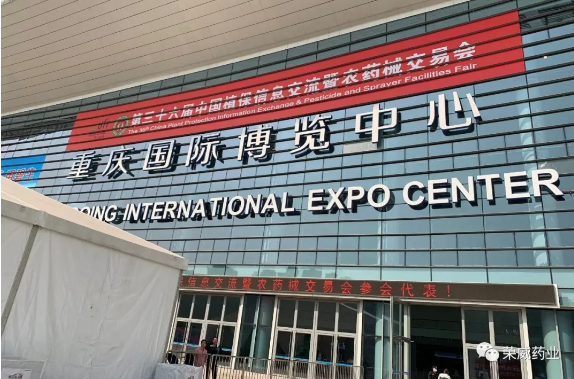 第三十六届中国植保信息交流暨农药械交易会
The 36th China Plant Protection Information Exchange & Pesticide and Sprayer Facilities Fair
重庆国际博览中心
QING INTERNATIONAL EXPO CENTER
信息交流暨农药械交易会参会代表！
荣威药业